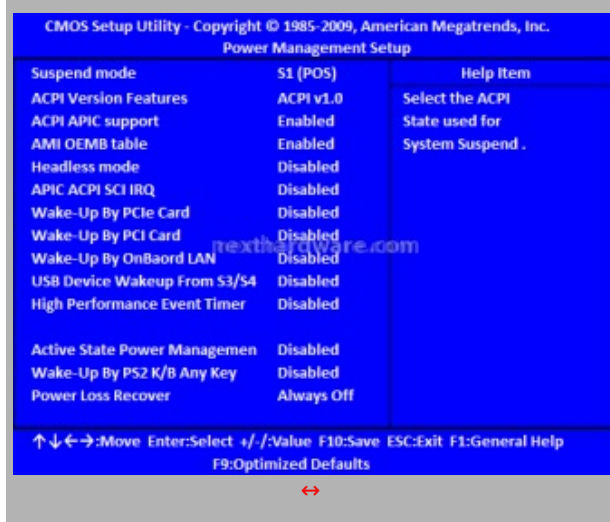 CMOS Setup Utility - Copyright © 1985-2009, American Megatrends, Inc.
Power Management Setup
Suspend mode S1 (POS) Help Item
ACPI Version Features ACPI v1.0 Select the ACPI
ACPI APIC support Enabled State used for
AMI OEMB table Enabled System Suspend .
Headless mode Disabled
APIC ACPI SCI IRQ Disabled
Wake-Up By PCIe Card Disabled
Wake-Up By PCI Card Disabled
nexthardware.com
Wake-Up By OnBaord LAN Disabled
USB Device Wakeup From S3/S4 Disabled
High Performance Event Timer Disabled
Active State Power Managemen Disabled
Wake-Up By PS2 K/B Any Key Disabled
Power Loss Recover Always Off
↑↓←→:Move Enter:Select +/-/:Value F10:Save ESC:Exit F1:General Help
F9:Optimized Defaults